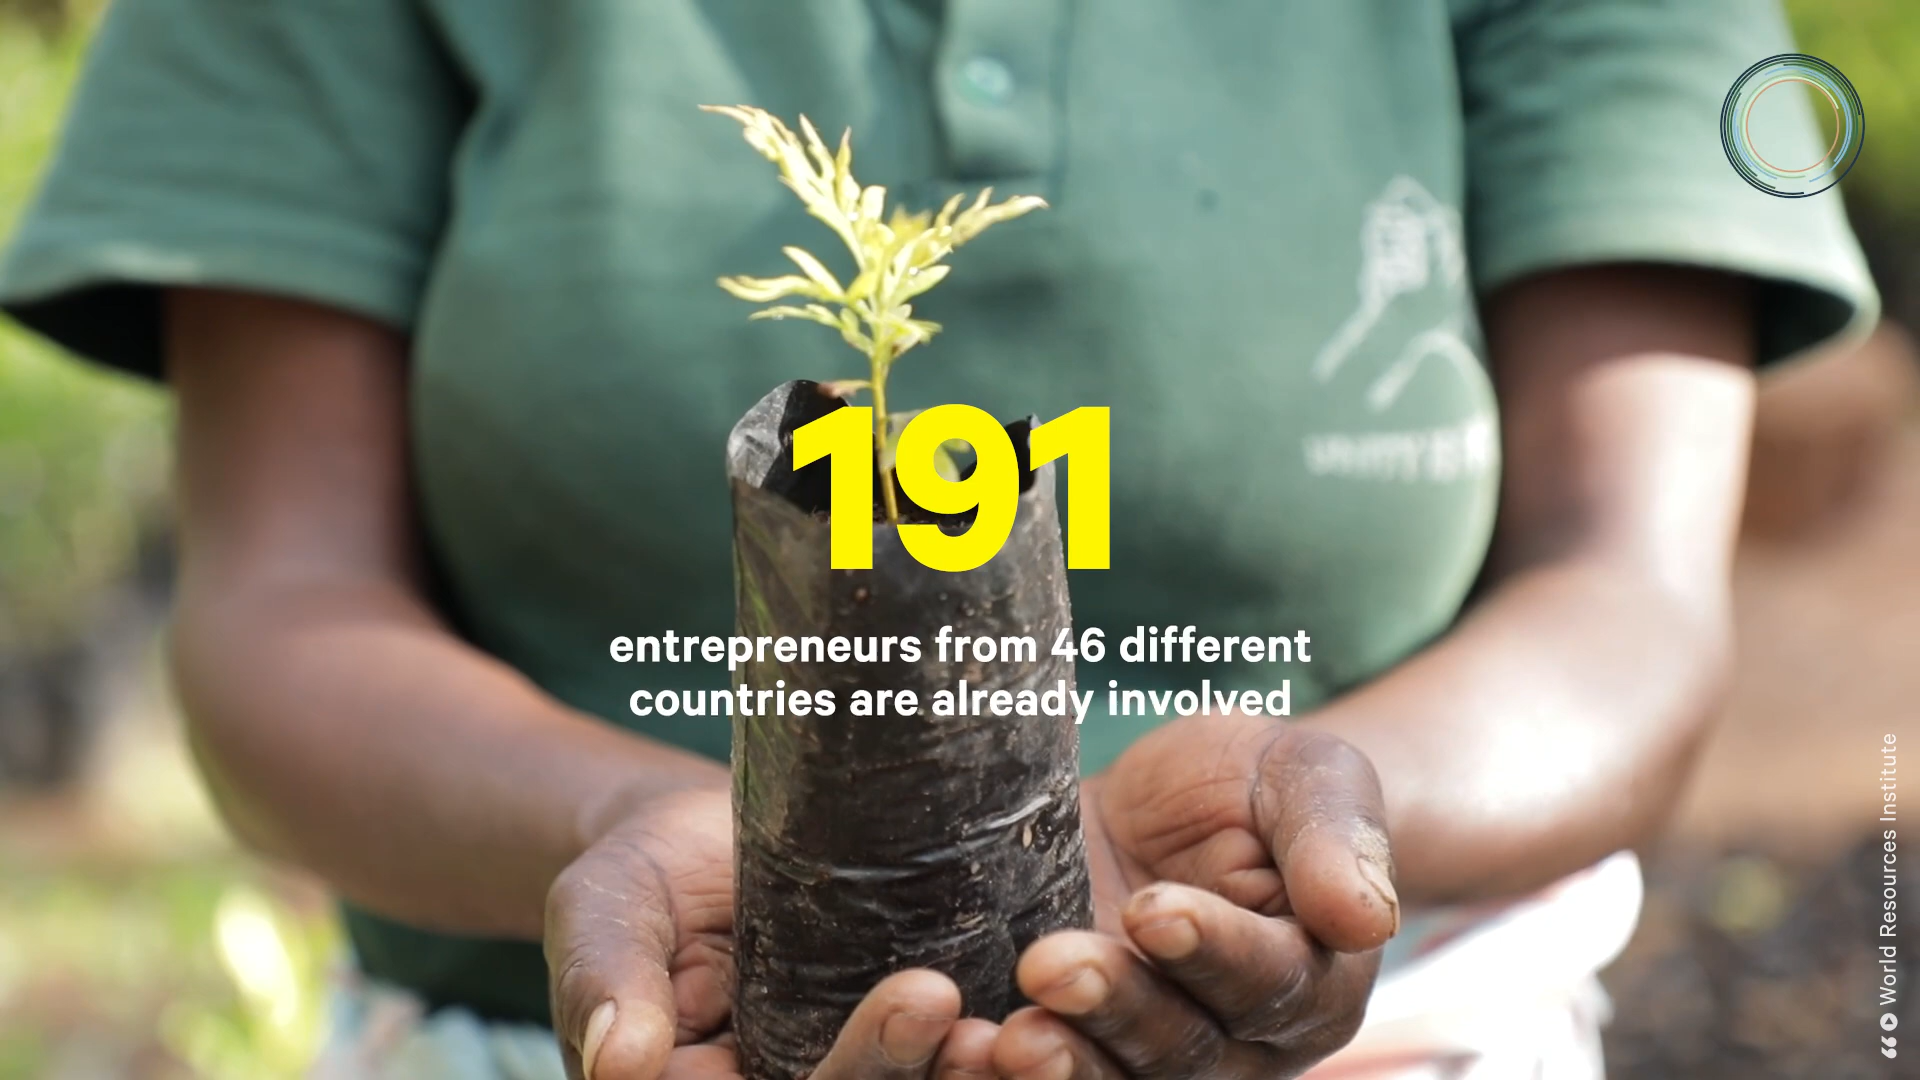 191
entrepreneurs from 46 different
countries are already involved
World Resources Institute